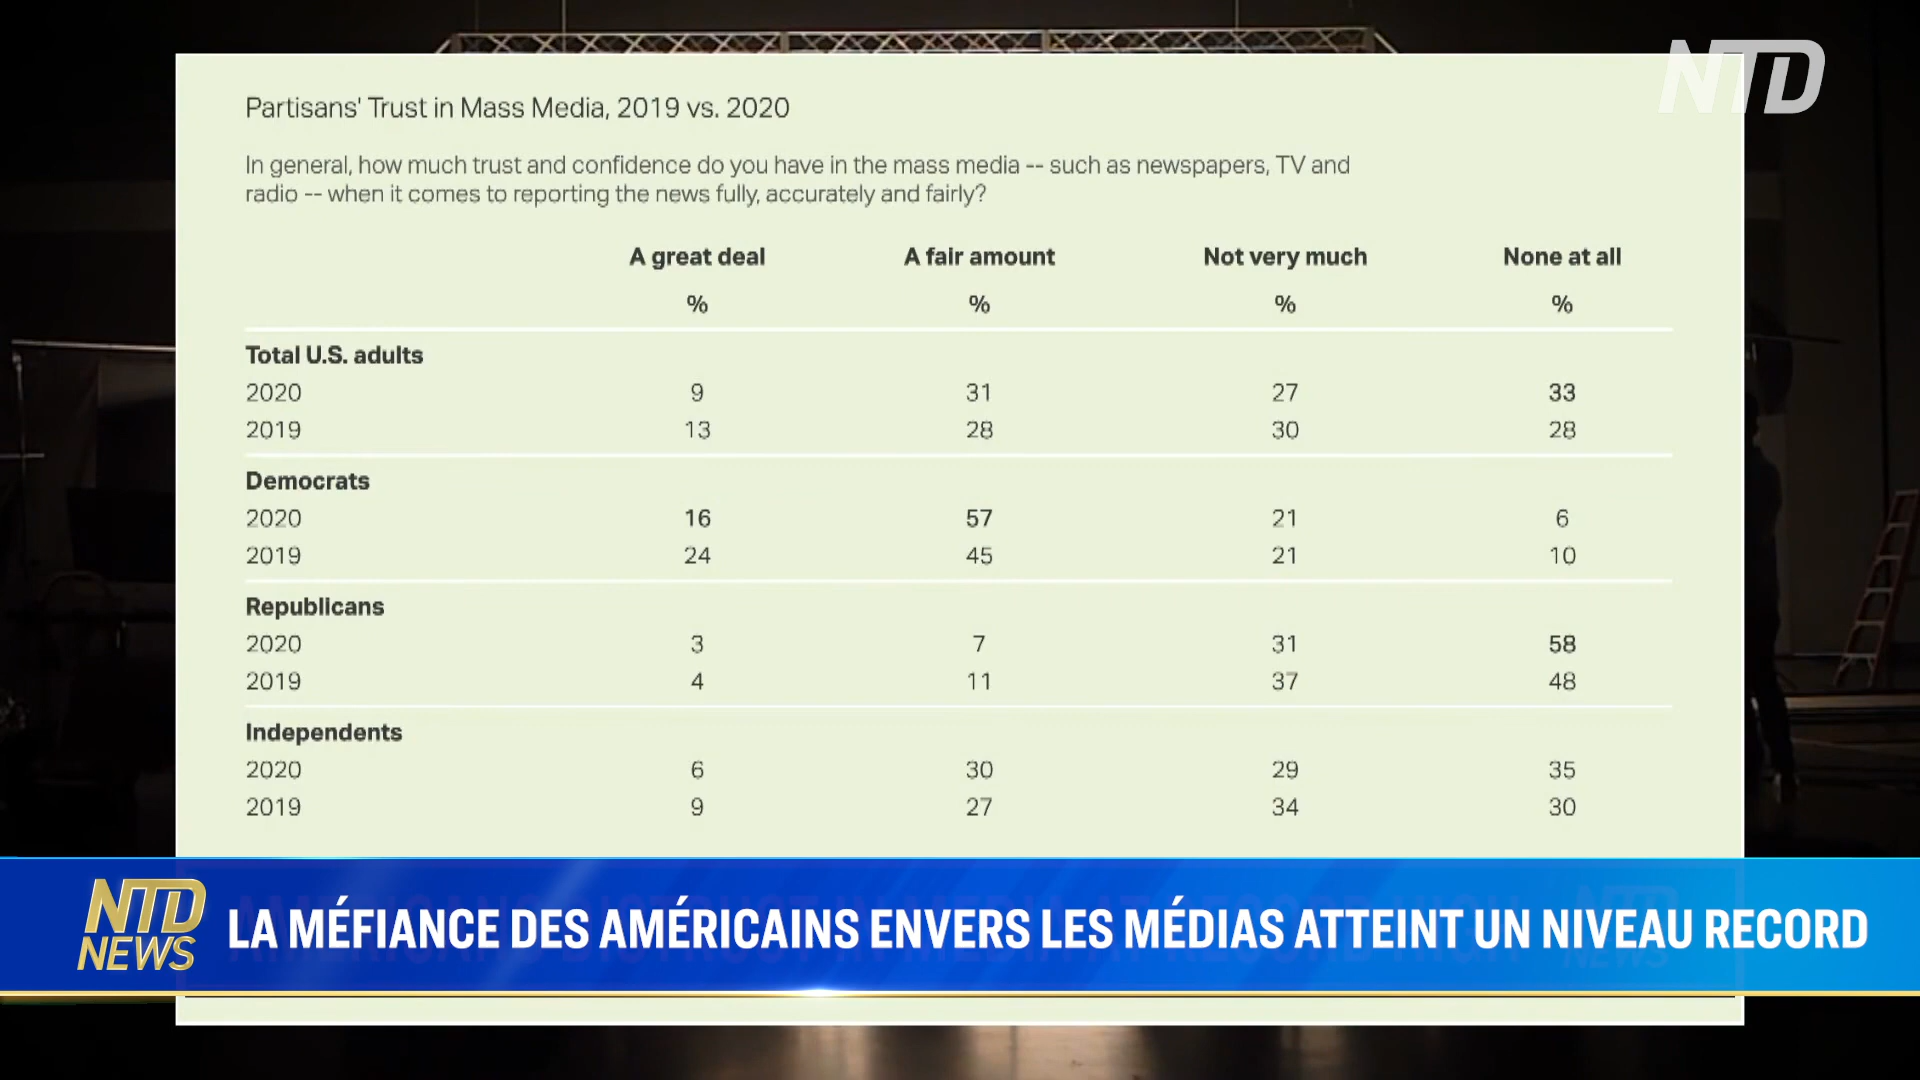 NTD
Partisans' Trust in Mass Media, 2019 vs. 2020
In general, how much trust and confidence do you have in the mass media -- such as newspapers, TV and
radio -- when it comes to reporting the news fully, accurately and fairly?
A great deal A fair amount Not very much None at all
% % % %
Total U.S. adults
2020 9 31 27 33
2019 13 28 30 28
Democrats
2020 16 57 21 6
2019 24 45 21 10
Republicans
2020 3 7 31 58
2019 4 11 37 48
Independents
2020 6 30 29 35
2019 9 27 34 30
NTD
NEWS
LA MÉFIANCE DES AMÉRICAINS ENVERS LES MÉDIAS ATTEINT UN NIVEAU RECORD